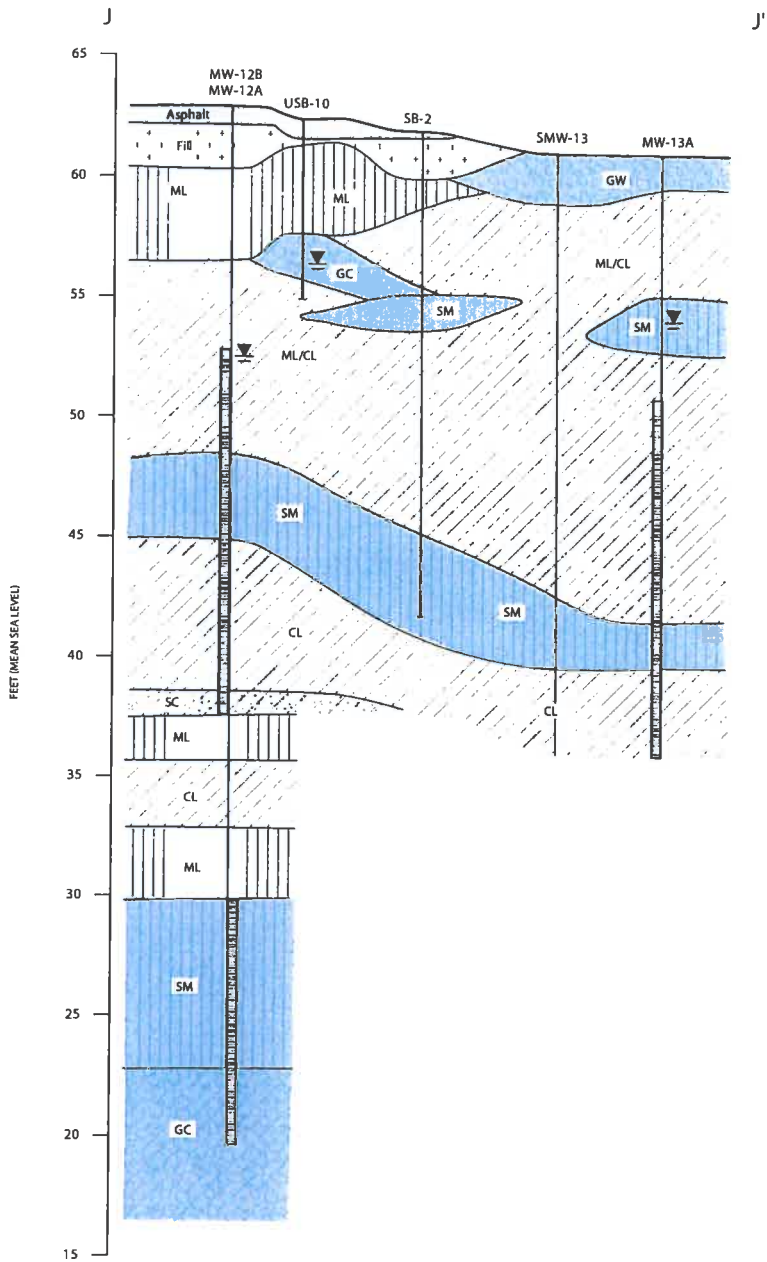 J
J'
65
MW-12B
MW-12A
USB-10
SB-2
SMW-13
MW-13A
Asphalt
Fill
60
GW
ML
ML
ML/CL
GC
55
SM
SM
ML/CL
50
SM
45
SM
CL
40
FEET (MEAN SEA LEVEL)
SC
CL
ML
35
CL
ML
30
SM
25
GC
20
15